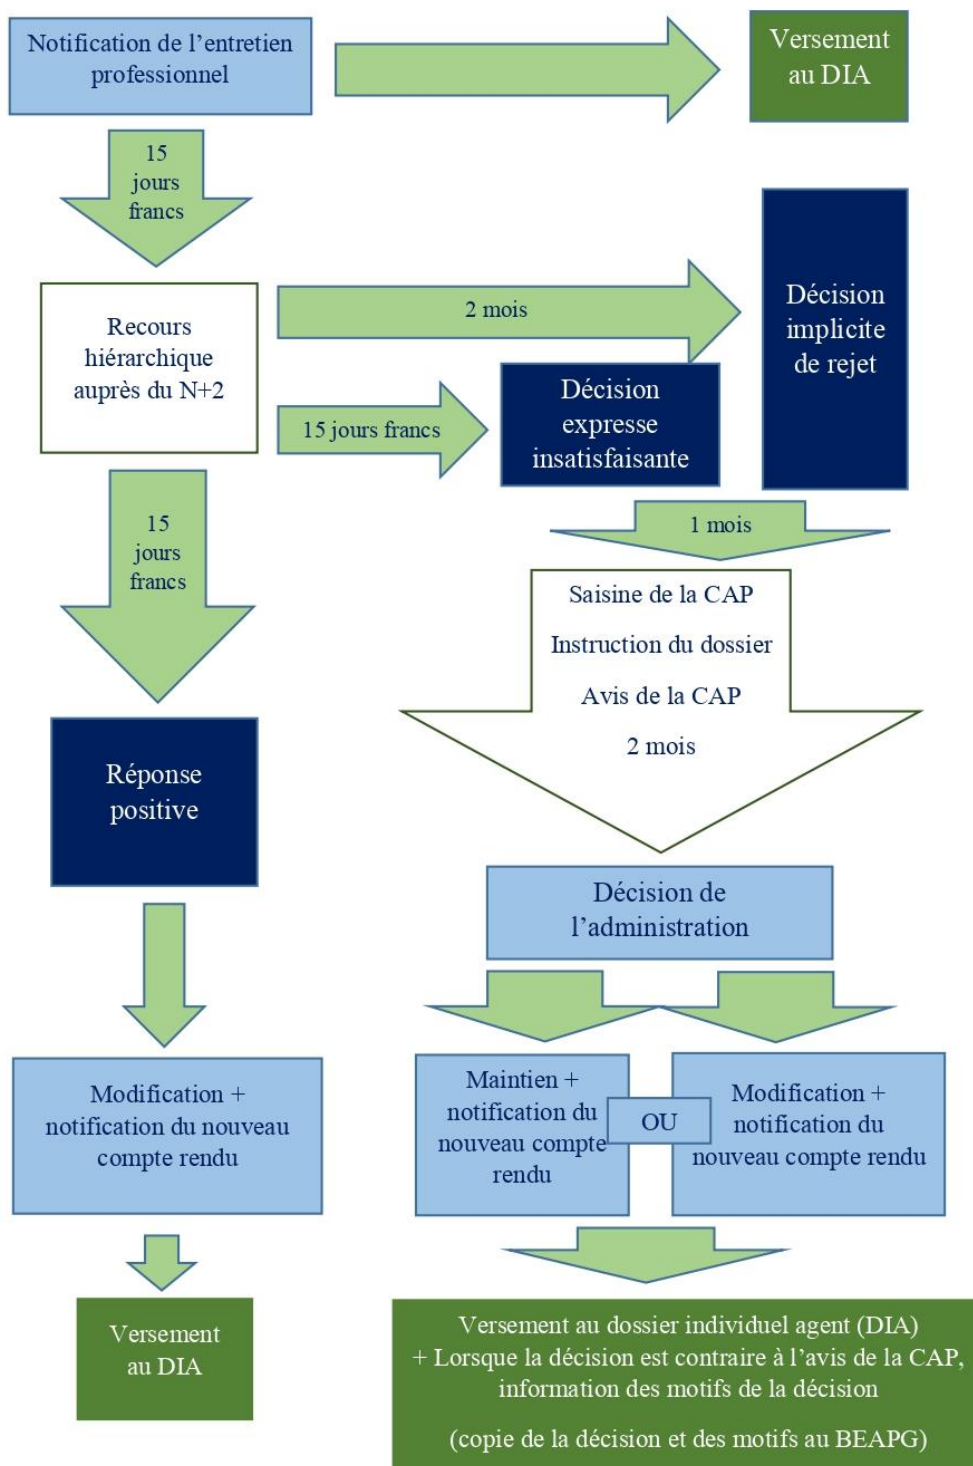 Notification de l’entretien
professionnel
Versement
au DIA
15
jours
francs
Recours
hiérarchique
auprès du N+2
2 mois
Décision
implicite
de rejet
15 jours francs
Décision
expresse
insatisfaisante
15
jours
francs
1 mois
Saisine de la CAP
Instruction du dossier
Avis de la CAP
2 mois
Réponse
positive
Décision de
l’administration
Modification +
notification du nouveau
compte rendu
Maintien +
notification du
nouveau compte
rendu
OU
Modification +
notification du
nouveau compte rendu
Versement
au DIA
Versement au dossier individuel agent (DIA)
+ Lorsque la décision est contraire à l’avis de la CAP,
information des motifs de la décision
(copie de la décision et des motifs au BEAPG)